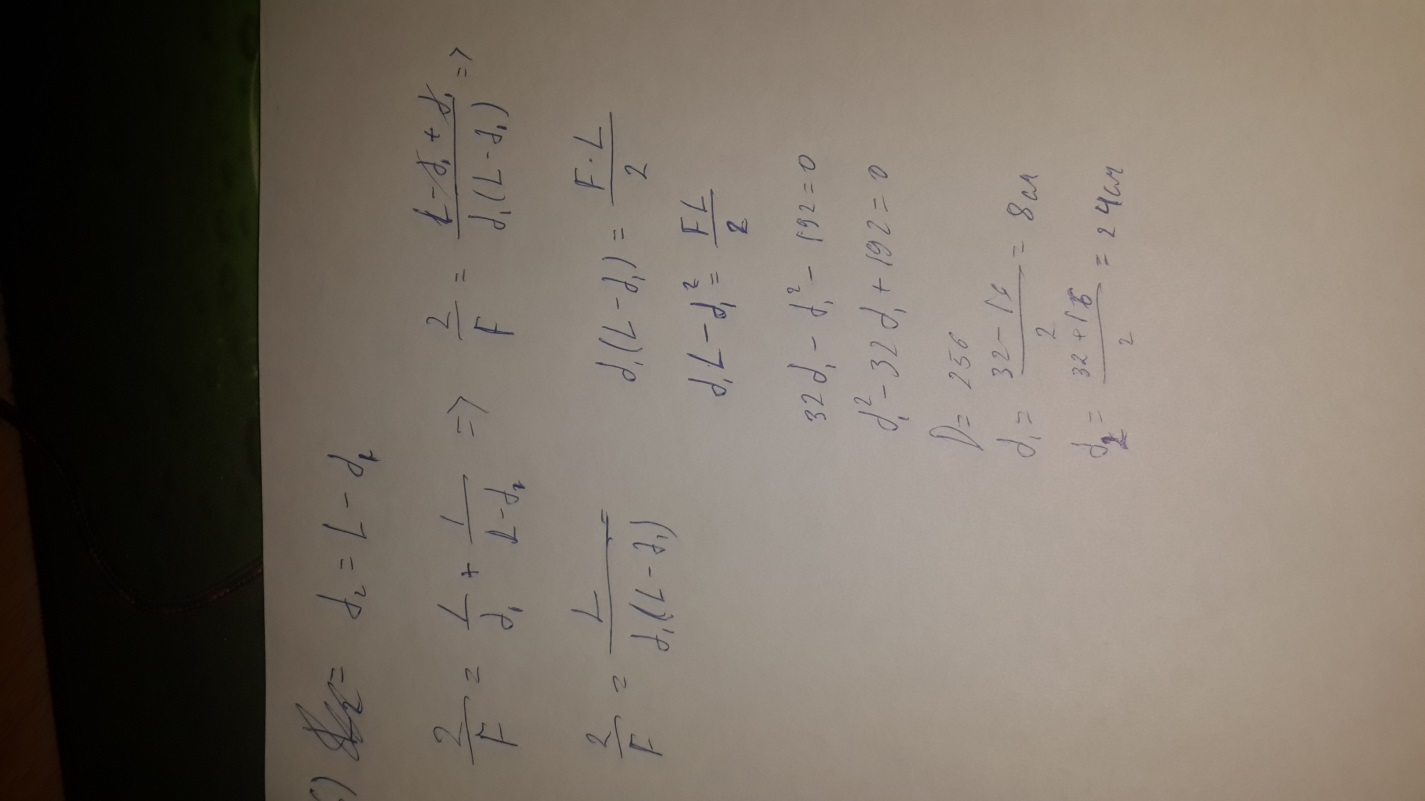 ) = d₂ = L - d₁
2/F = L/d₁ + 1/(L-d₂) => 2/F = (L-d₁+d₁)/(d₁(L-d₁)) =>
2/F = L/(d₁(L-d₁)) = d₁(L-d₁) = F·L/2
d₁L - d₁² = FL/2
32d₁ - d₁² - 192 = 0
d₁² - 32d₁ + 192 = 0
D = 256
d₁ = (32-16)/2 = 8см
d₂ = (32+16)/2 = 24см